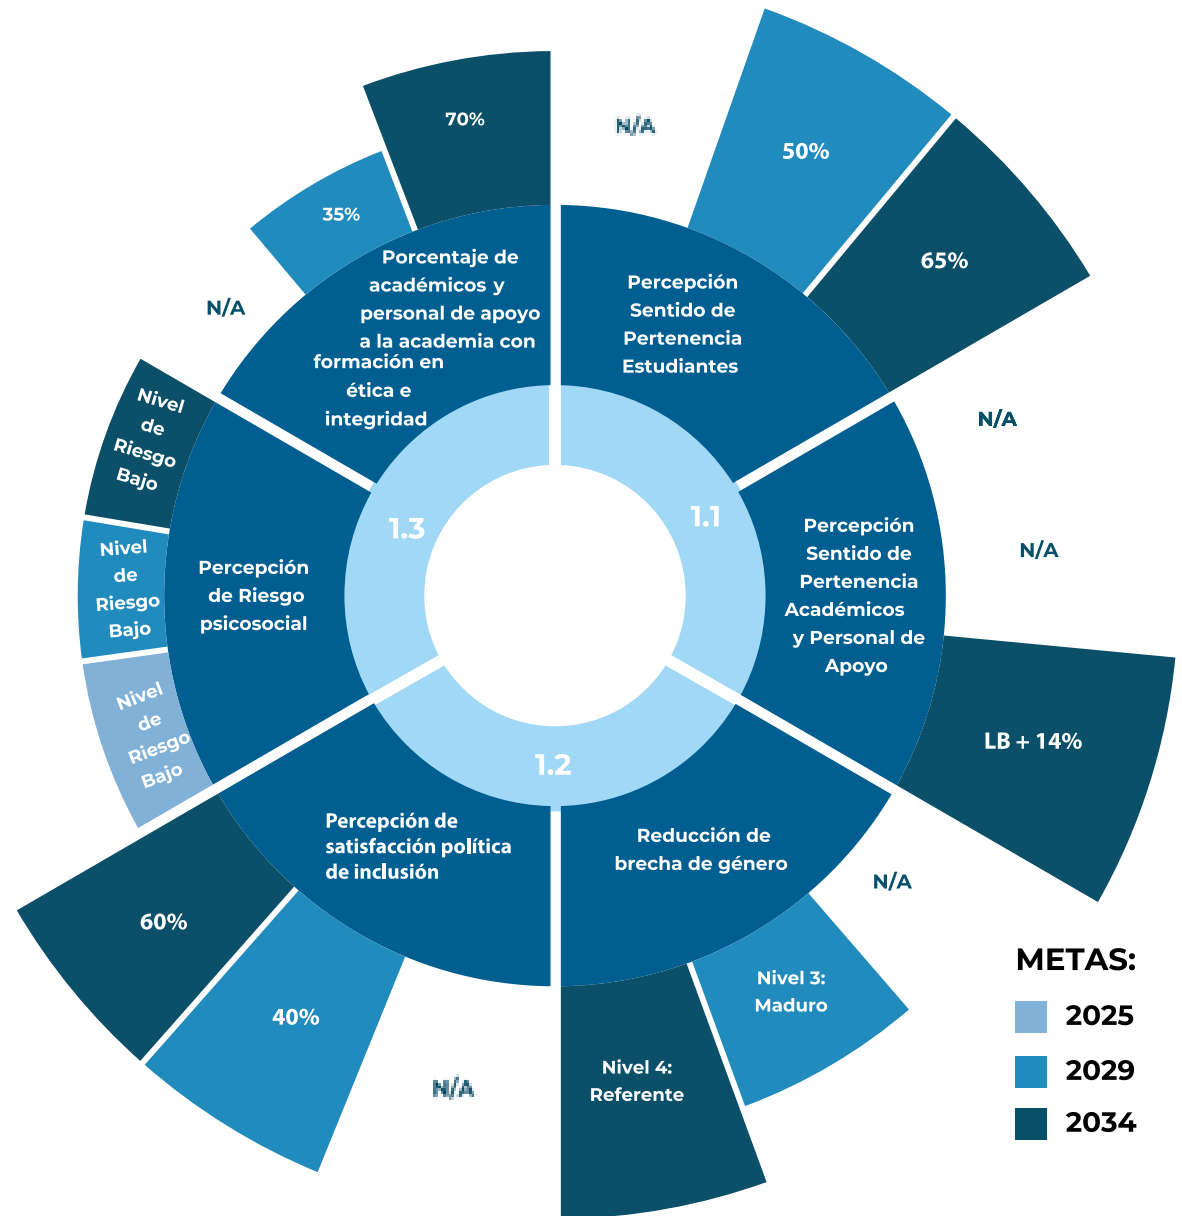 70%
N/A
35%
N/A
Porcentaje de
académicos y
personal de apoyo
a la academia con
formación en
ética e
integridad
50%
65%
Percepción
Sentido de
Pertenencia
Estudiantes
N/A
N/A
LB + 14%
Percepción
Sentido de
Pertenencia
Académicos
y Personal de
Apoyo
1.1
1.3
1.2
Nivel
de
Riesgo
Bajo
Nivel
de
Riesgo
Bajo
Nivel
de
Riesgo
Bajo
Percepción
de Riesgo
psicosocial
Percepción de
satisfacción política
de inclusión
60%
40%
N/A
Reducción de
brecha de género
N/A
Nivel 3:
Maduro
Nivel 4:
Referente
METAS:
2025
2029
2034